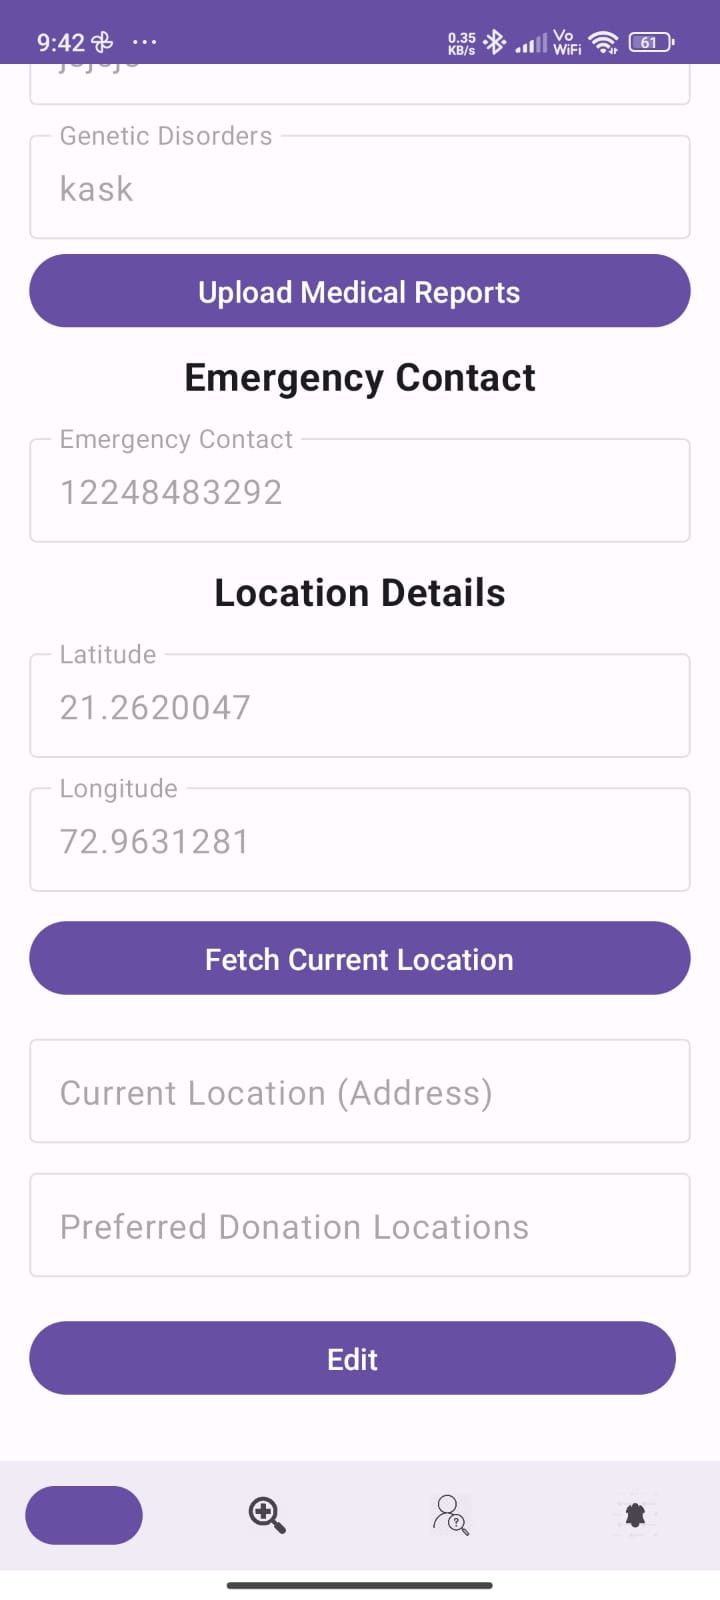 9:42 ...
0.35 KB/s Vo WiFi 61
Genetic Disorders
kask
Upload Medical Reports
Emergency Contact
Emergency Contact
12248483292
Location Details
Latitude
21.2620047
Longitude
72.9631281
Fetch Current Location
Current Location (Address)
Preferred Donation Locations
Edit